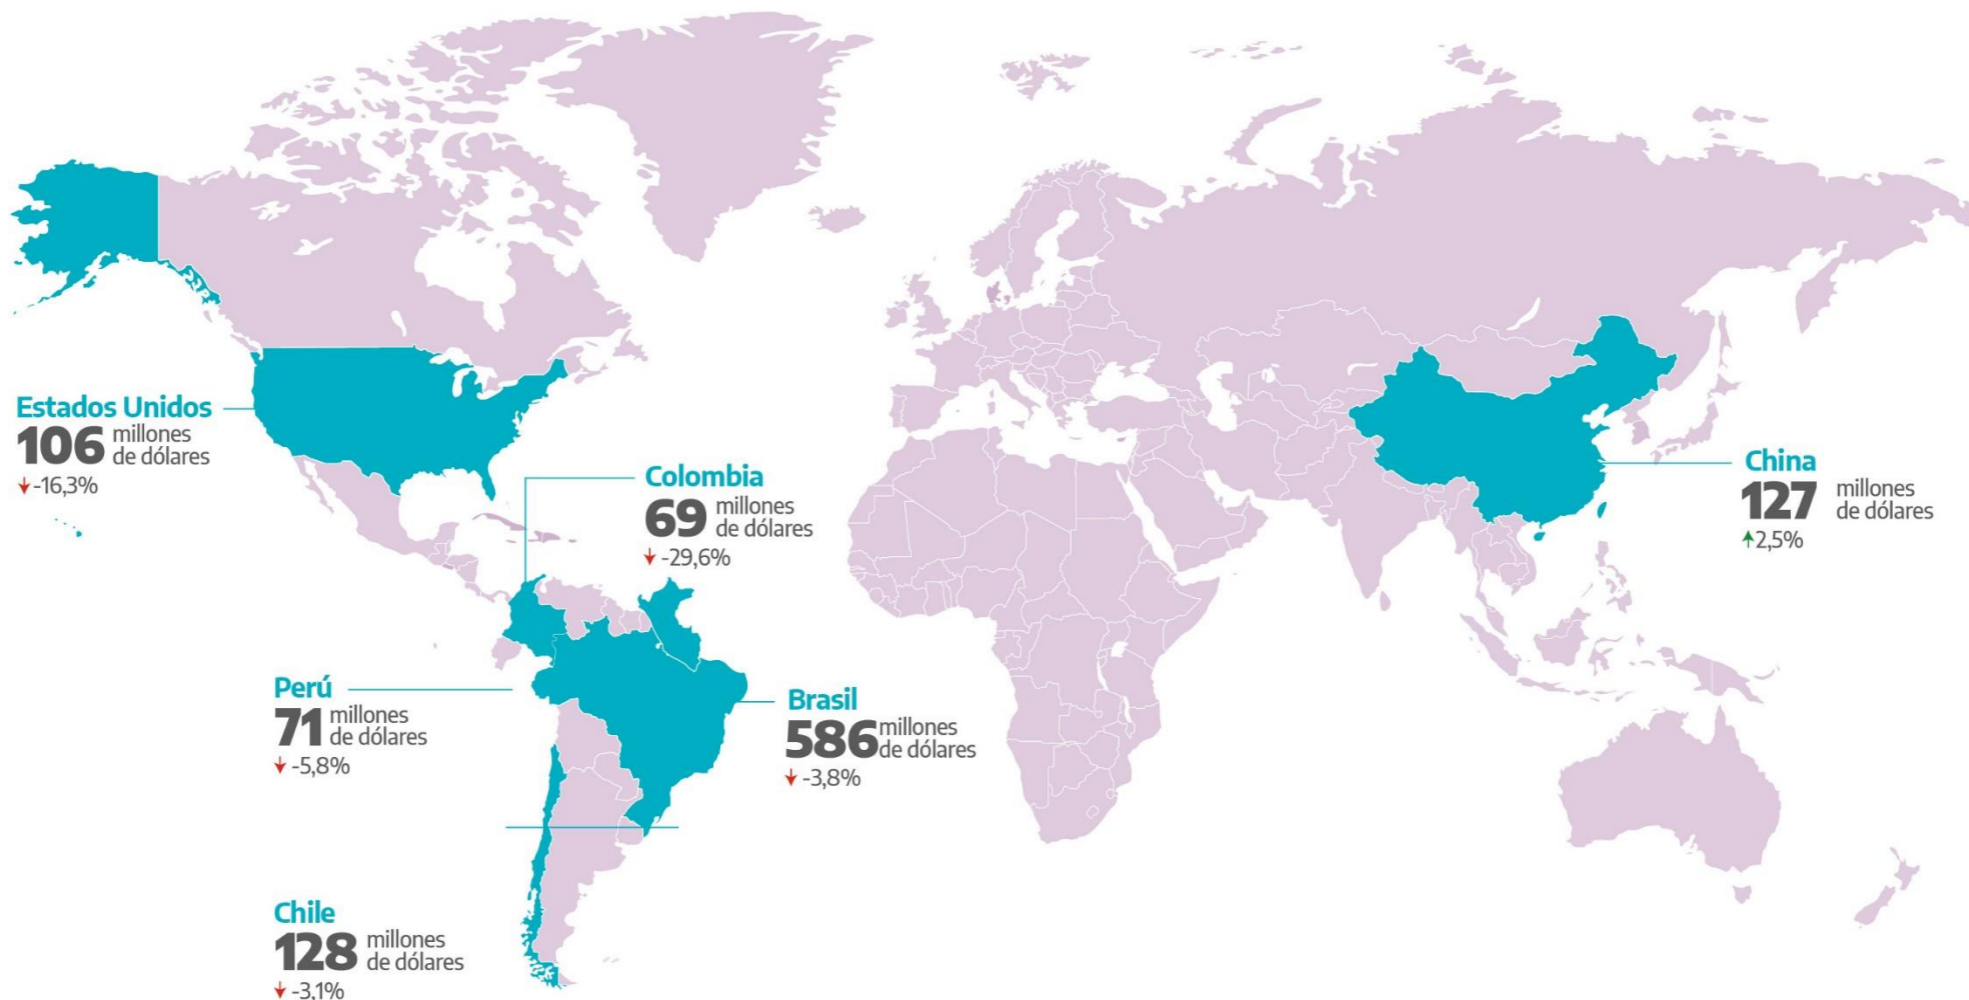 Estados Unidos
106 millones
de dólares
-16,3%
Colombia
69 millones
de dólares
-29,6%
China
127 millones
de dólares
2,5%
Perú
71 millones
de dólares
-5,8%
Brasil
586 millones
de dólares
-3,8%
Chile
128 millones
de dólares
-3,1%